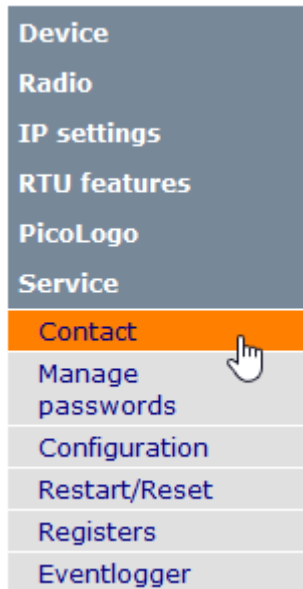 Device
Radio
IP settings
RTU features
PicoLogo
Service
Contact
Manage
passwords
Configuration
Restart/Reset
Registers
Eventlogger